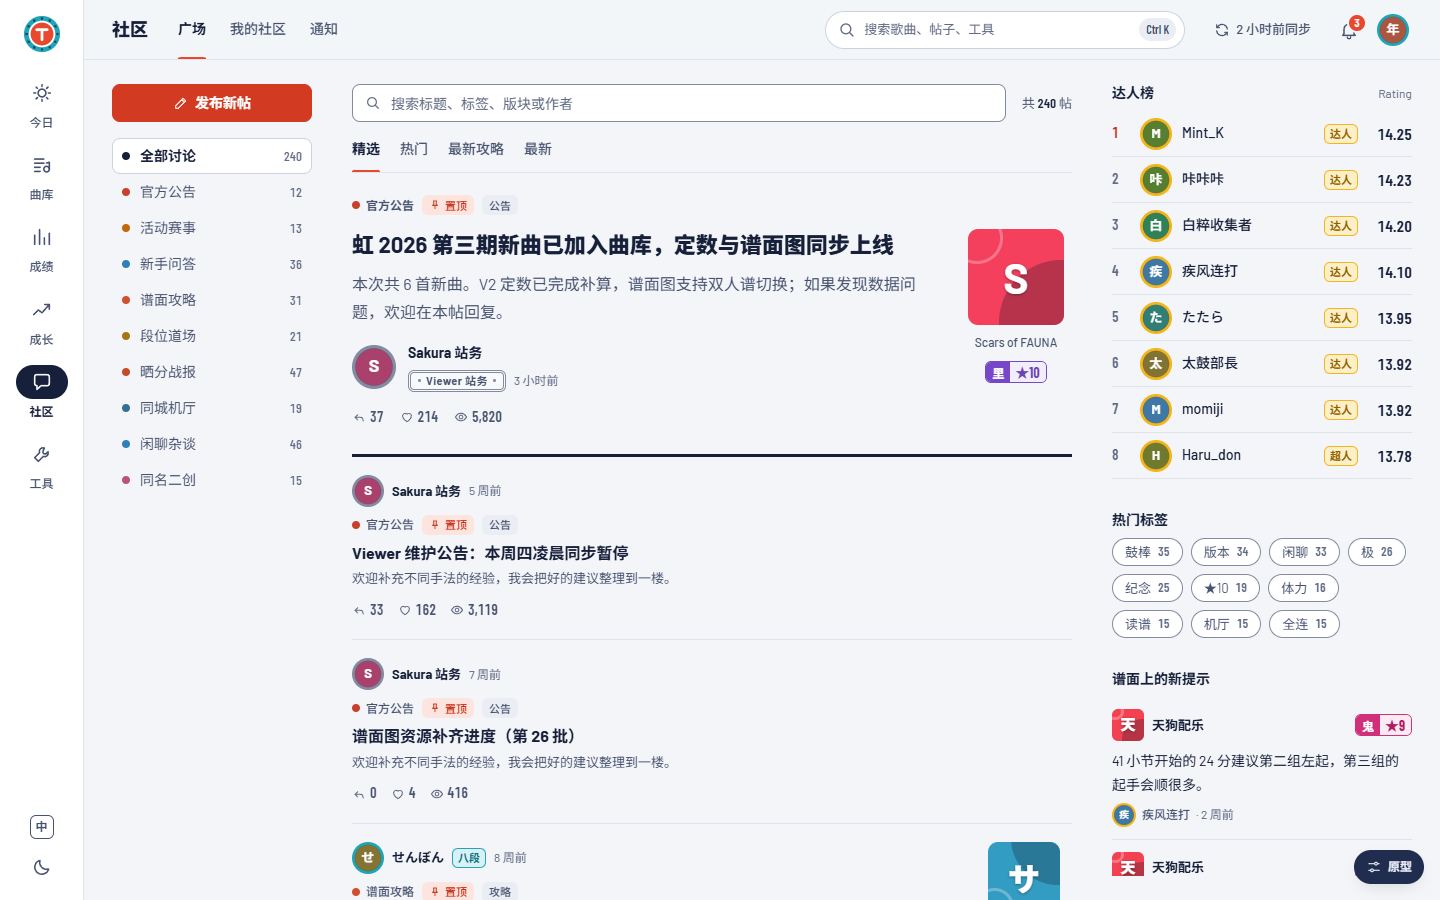 T
今日
曲库
成绩
成长
社区
工具
中
社区
广场
我的社区
通知
搜索歌曲、帖子、工具
Ctrl K
2 小时前同步
3
年
发布新帖
全部讨论 240
官方公告 12
活动赛事 13
新手问答 36
谱面攻略 31
段位道场 21
晒分战报 47
同城机厅 19
闲聊杂谈 46
同名二创 15
搜索标题、标签、版块或作者
共 240 帖
精选
热门
最新攻略
最新
官方公告 置顶 公告
虹 2026 第三期新曲已加入曲库，定数与谱面图同步上线
本次共 6 首新曲。V2 定数已完成补算，谱面图支持双人谱切换；如果发现数据问
题，欢迎在本帖回复。
S
Sakura 站务
Viewer 站务 3 小时前
37 214 5,820
S
Scars of FAUNA
里 ★10
S
Sakura 站务 5 周前
官方公告 置顶 公告
Viewer 维护公告：本周四凌晨同步暂停
欢迎补充不同手法的经验，我会把好的建议整理到一楼。
33 162 3,119
S
Sakura 站务 7 周前
官方公告 置顶 公告
谱面图资源补齐进度（第 26 批）
欢迎补充不同手法的经验，我会把好的建议整理到一楼。
0 4 416
せ
せんぼん 八段 8 周前
谱面攻略 置顶 攻略
サ
达人榜 Rating
1 M Mint_K 达人 14.25
2 咔 咔咔咔 达人 14.23
3 白 白粹收集者 达人 14.20
4 疾 疾风连打 达人 14.10
5 た たたら 达人 13.95
6 太 太鼓部長 达人 13.92
7 M momiji 达人 13.92
8 H Haru_don 超人 13.78
热门标签
鼓棒 35 版本 34 闲聊 33 极 26
纪念 25 ★10 19 体力 16
读谱 15 机厅 15 全连 15
谱面上的新提示
天 天狗配乐 鬼 ★9
41 小节开始的 24 分建议第二组左起，第三组的
起手会顺很多。
疾 疾风连打 · 2 周前
天 天狗配乐
原型